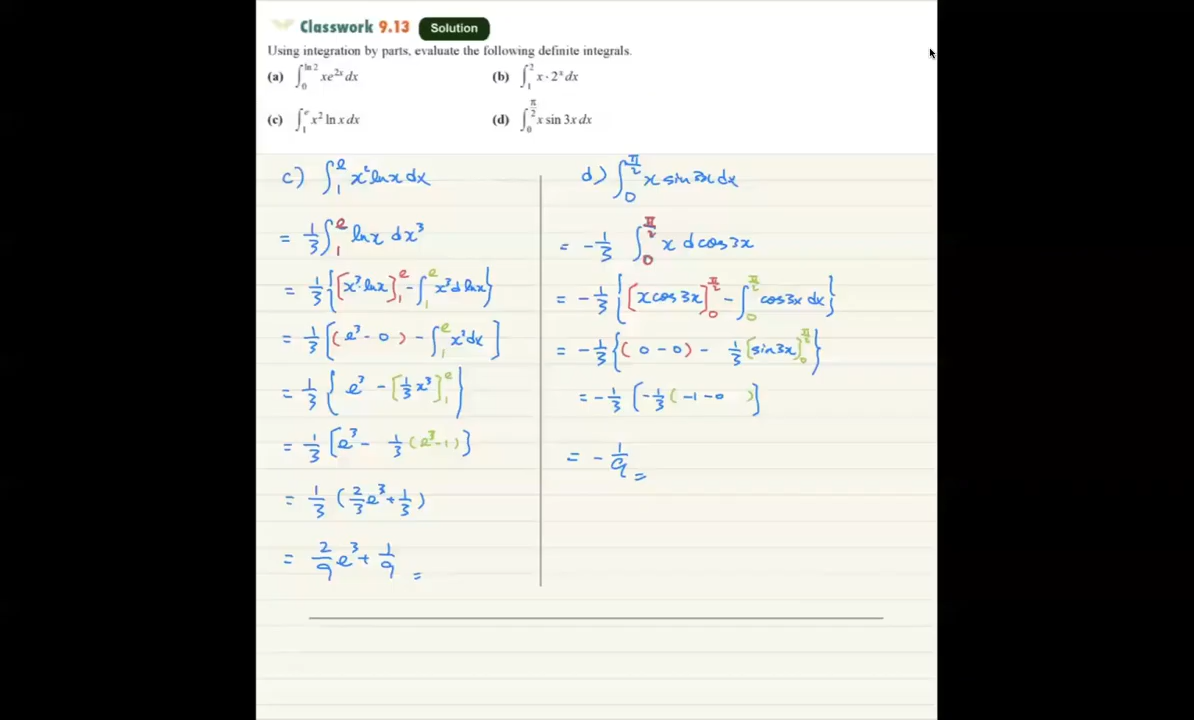 Classwork 9.13 Solution
Using integration by parts, evaluate the following definite integrals.
(a) ∫₀^{ln 2} xe^{2x} dx (b) ∫₁² x · 2ˣ dx
(c) ∫₁^e x² ln x dx (d) ∫₀^{π/2} x sin 3x dx
c) ∫₁^e x² ln x dx
= 1/3 ∫₁^e ln x dx³
= 1/3 { [x³ ln x]₁^e - ∫₁^e x³ d ln x }
= 1/3 [ (e³ - 0) - ∫₁^e x² dx ]
= 1/3 { e³ - [1/3 x³]₁^e }
= 1/3 [ e³ - 1/3 (e³ - 1) ]
= 1/3 ( 2/3 e³ + 1/3 )
= 2/9 e³ + 1/9 =
d) ∫₀^{π/2} x sin 3x dx
= -1/3 ∫₀^{π/2} x d cos 3x
= -1/3 { [x cos 3x]₀^{π/2} - ∫₀^{π/2} cos 3x dx }
= -1/3 { (0 - 0) - 1/3 [sin 3x]₀^{π/2} }
= -1/3 [ -1/3 ( -1 - 0 ) ]
= -1/9 =